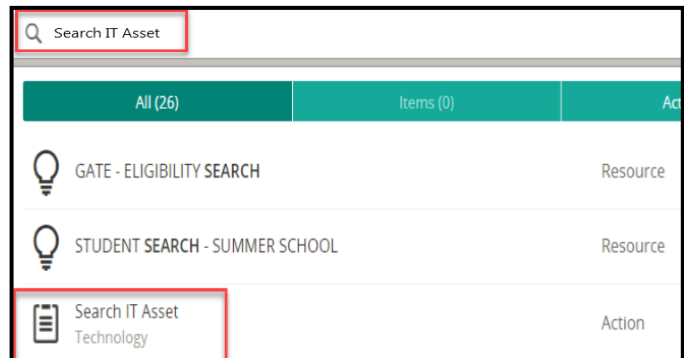 Search IT Asset
All (26) Items (0)
GATE - ELIGIBILITY SEARCH Resource
STUDENT SEARCH - SUMMER SCHOOL Resource
Search IT Asset
Technology
Action